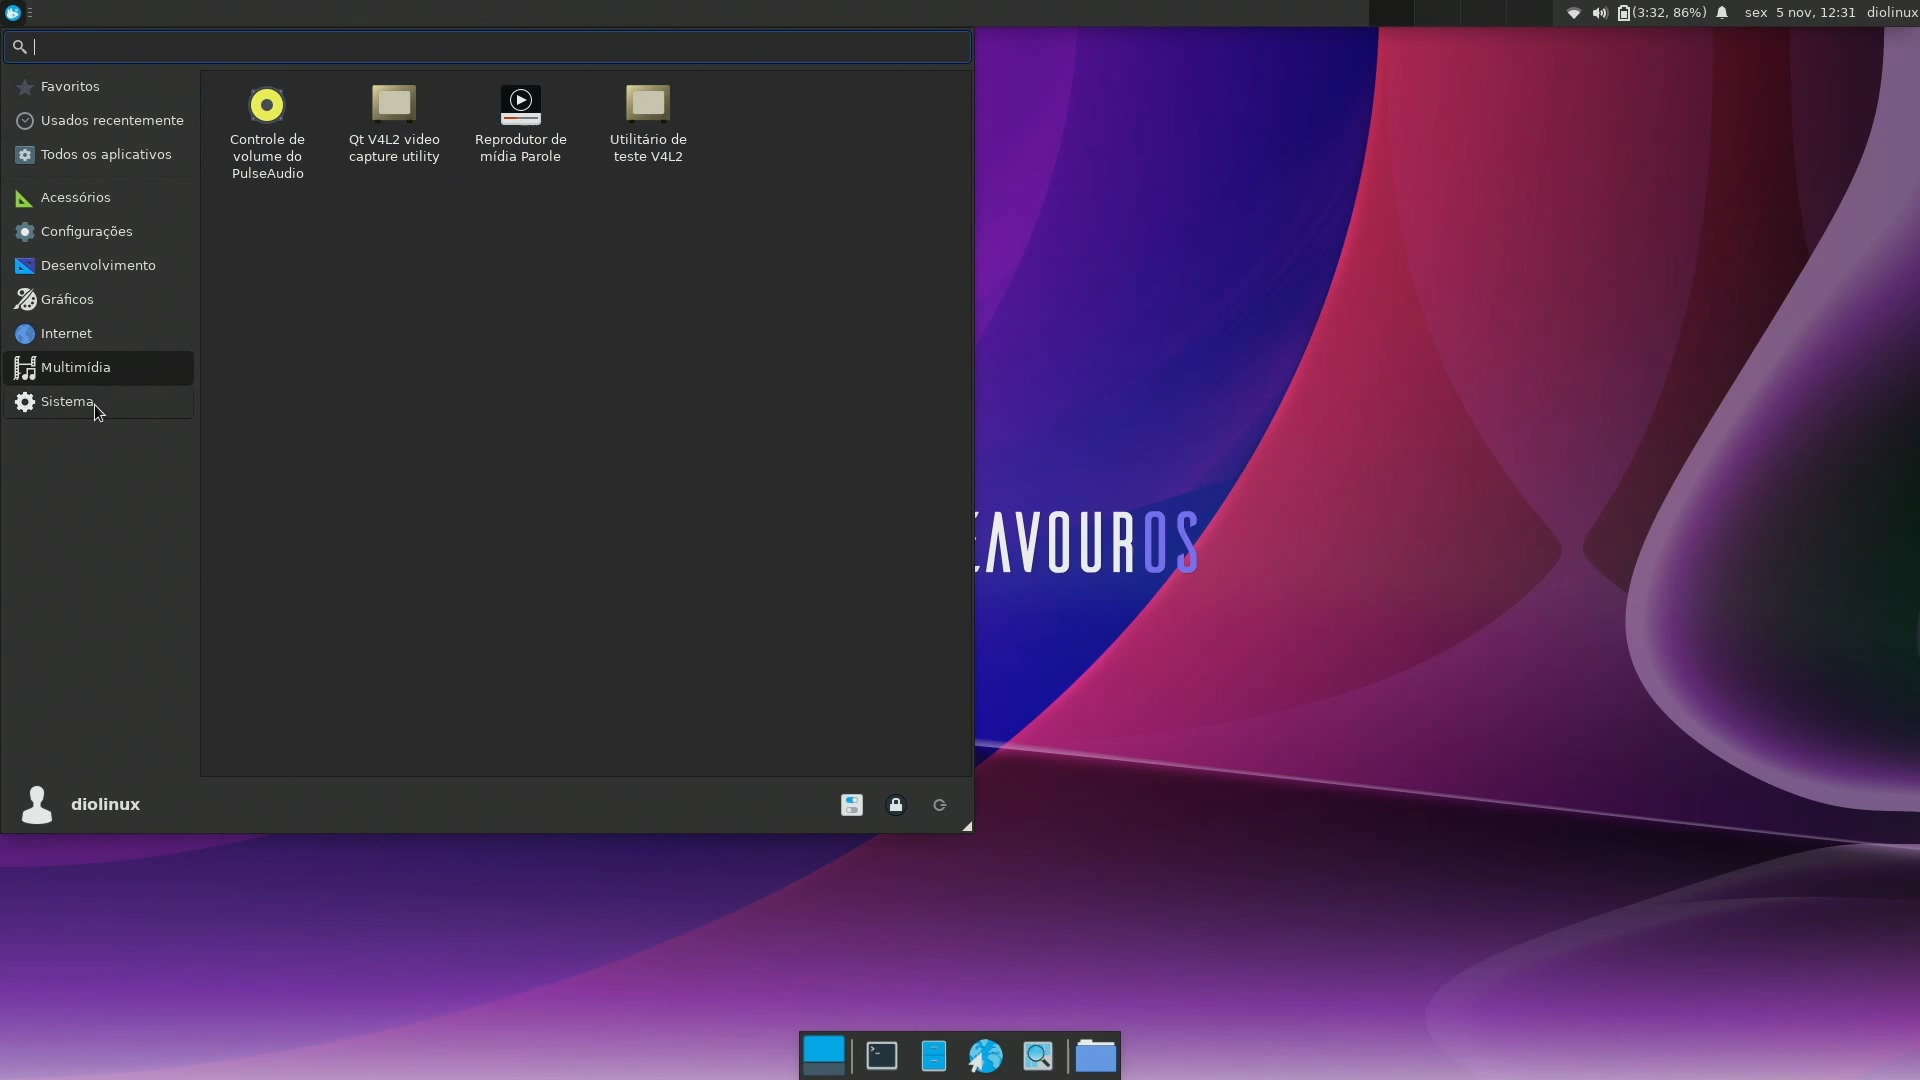 (3:32, 86%) sex 5 nov, 12:31 diolinux
Favoritos
Usados recentemente
Todos os aplicativos
Acessórios
Configurações
Desenvolvimento
Gráficos
Internet
Multimídia
Sistema
Controle de
volume do
PulseAudio
Qt V4L2 video
capture utility
Reprodutor de
mídia Parole
Utilitário de
teste V4L2
EAVOUROS
diolinux